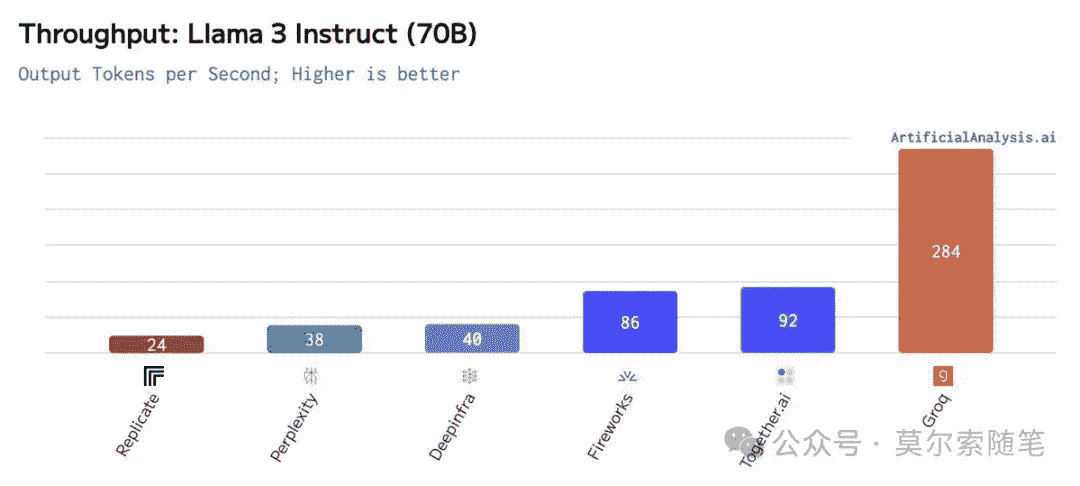 Throughput: Llama 3 Instruct (70B)
Output Tokens per Second; Higher is better
ArtificialAnalysis.ai
24
38
40
86
92
284
9
Replicate
Perplexity
Deepinfra
Fireworks
Together.ai
Groq
公众号 · 莫尔索随笔